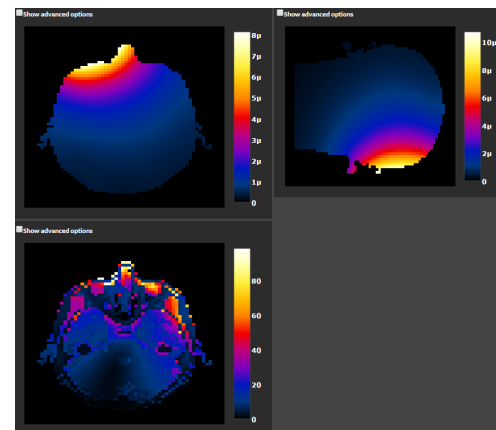 Show advanced options
8μ
7μ
6μ
5μ
4μ
3μ
2μ
1μ
0
Show advanced options
10μ
8μ
6μ
4μ
2μ
0
Show advanced options
80
60
40
20
0